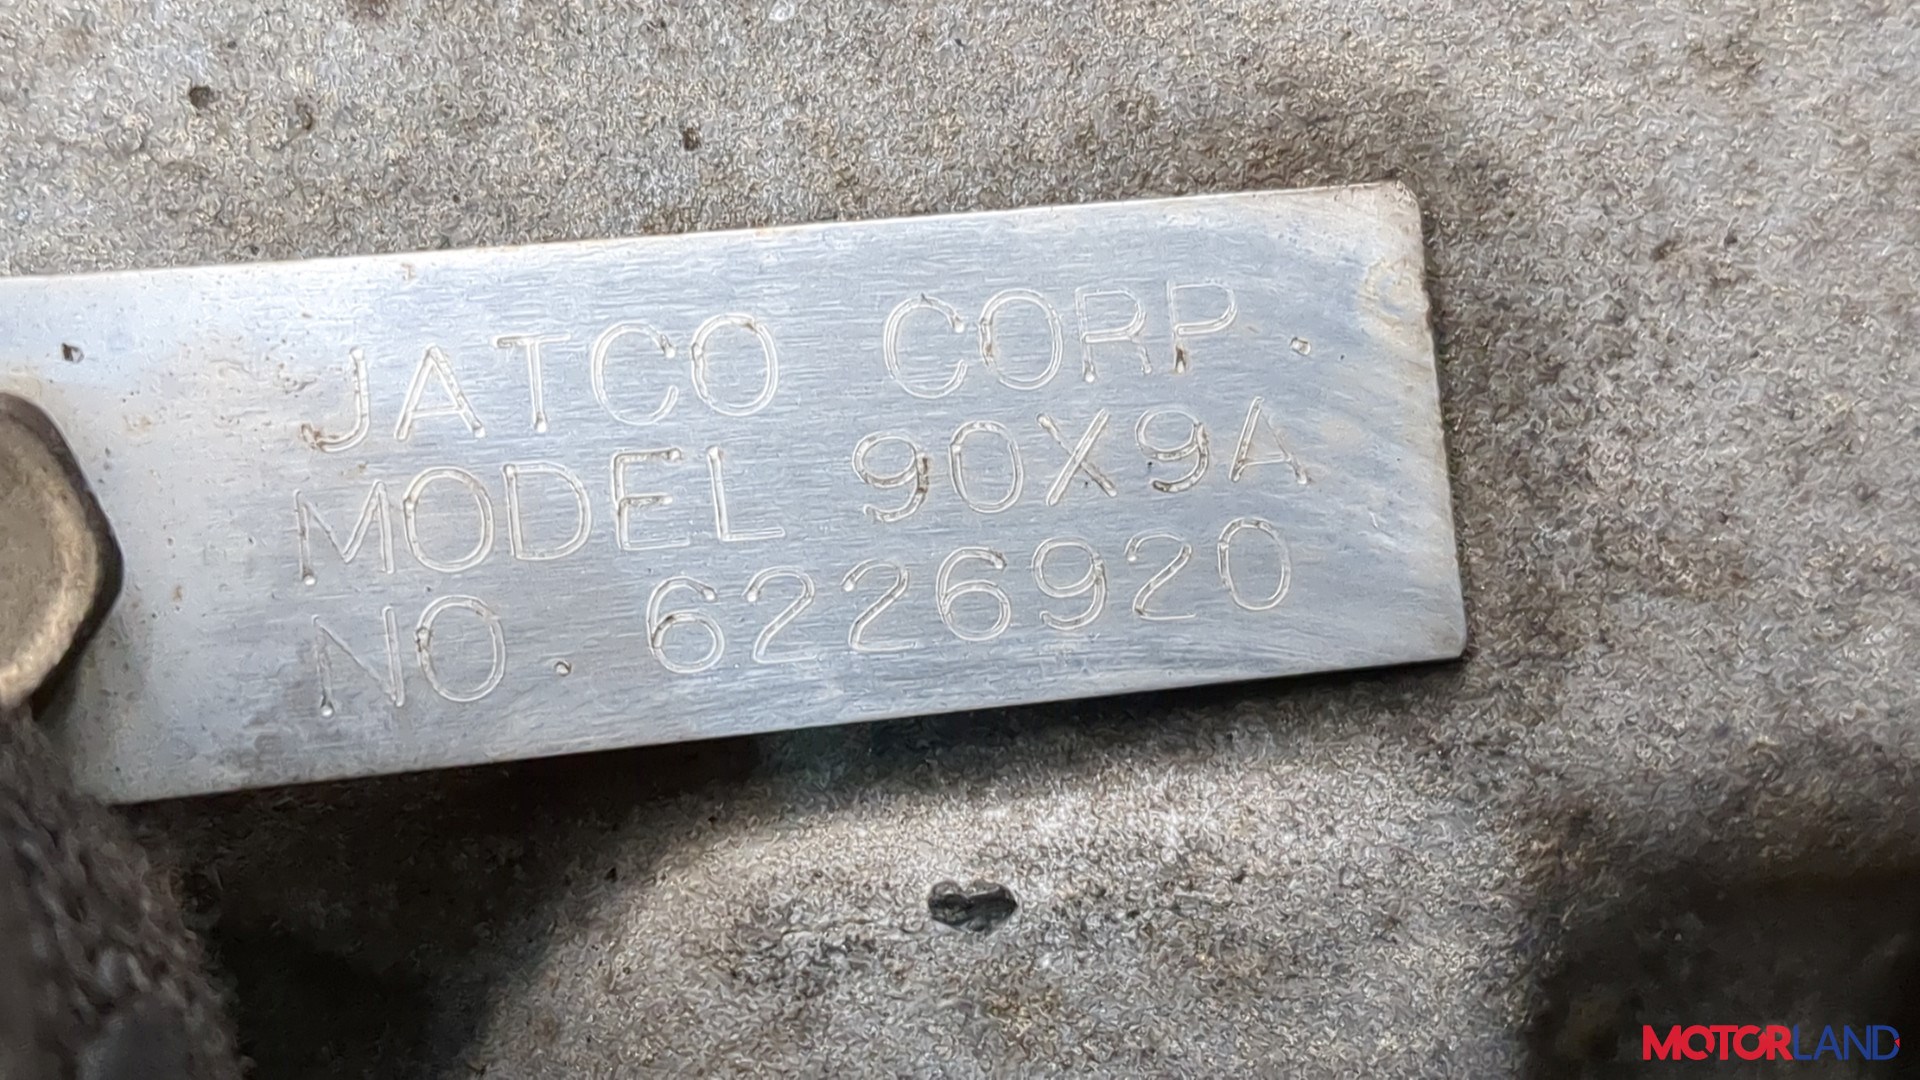 JATCO CORP.
MODEL 90X9A
NO. 6226920
MOTORLAND